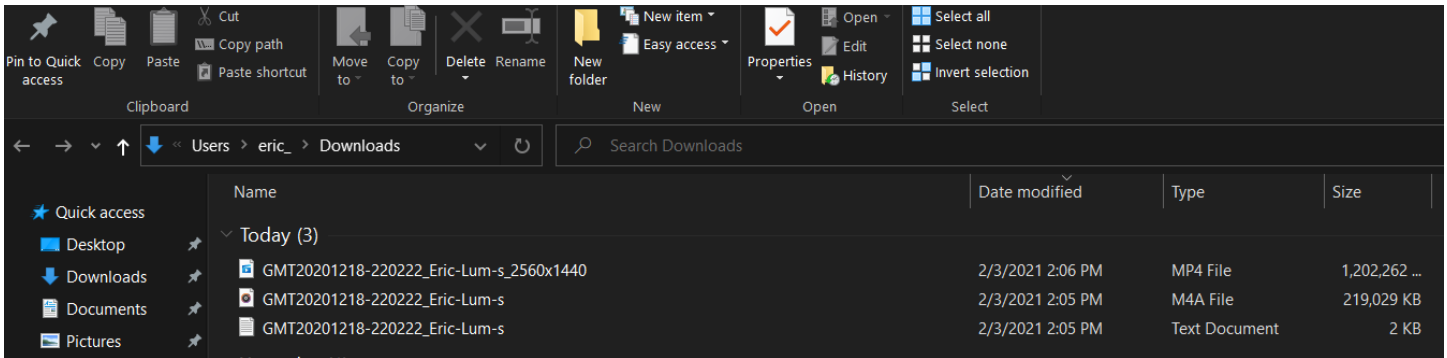 Cut
New item
Open
Select all
Copy path
Easy access
Edit
Select none
Pin to Quick access
Copy
Paste
Paste shortcut
Move to
Copy to
Delete
Rename
New folder
Properties
History
Invert selection
Clipboard
Organize
New
Open
Select
« Users > eric_ > Downloads
Search Downloads
Name
Date modified
Type
Size
Quick access
Desktop
Downloads
Documents
Pictures
Today (3)
GMT20201218-220222_Eric-Lum-s_2560x1440 2/3/2021 2:06 PM MP4 File 1,202,262 ...
GMT20201218-220222_Eric-Lum-s 2/3/2021 2:05 PM M4A File 219,029 KB
GMT20201218-220222_Eric-Lum-s 2/3/2021 2:05 PM Text Document 2 KB